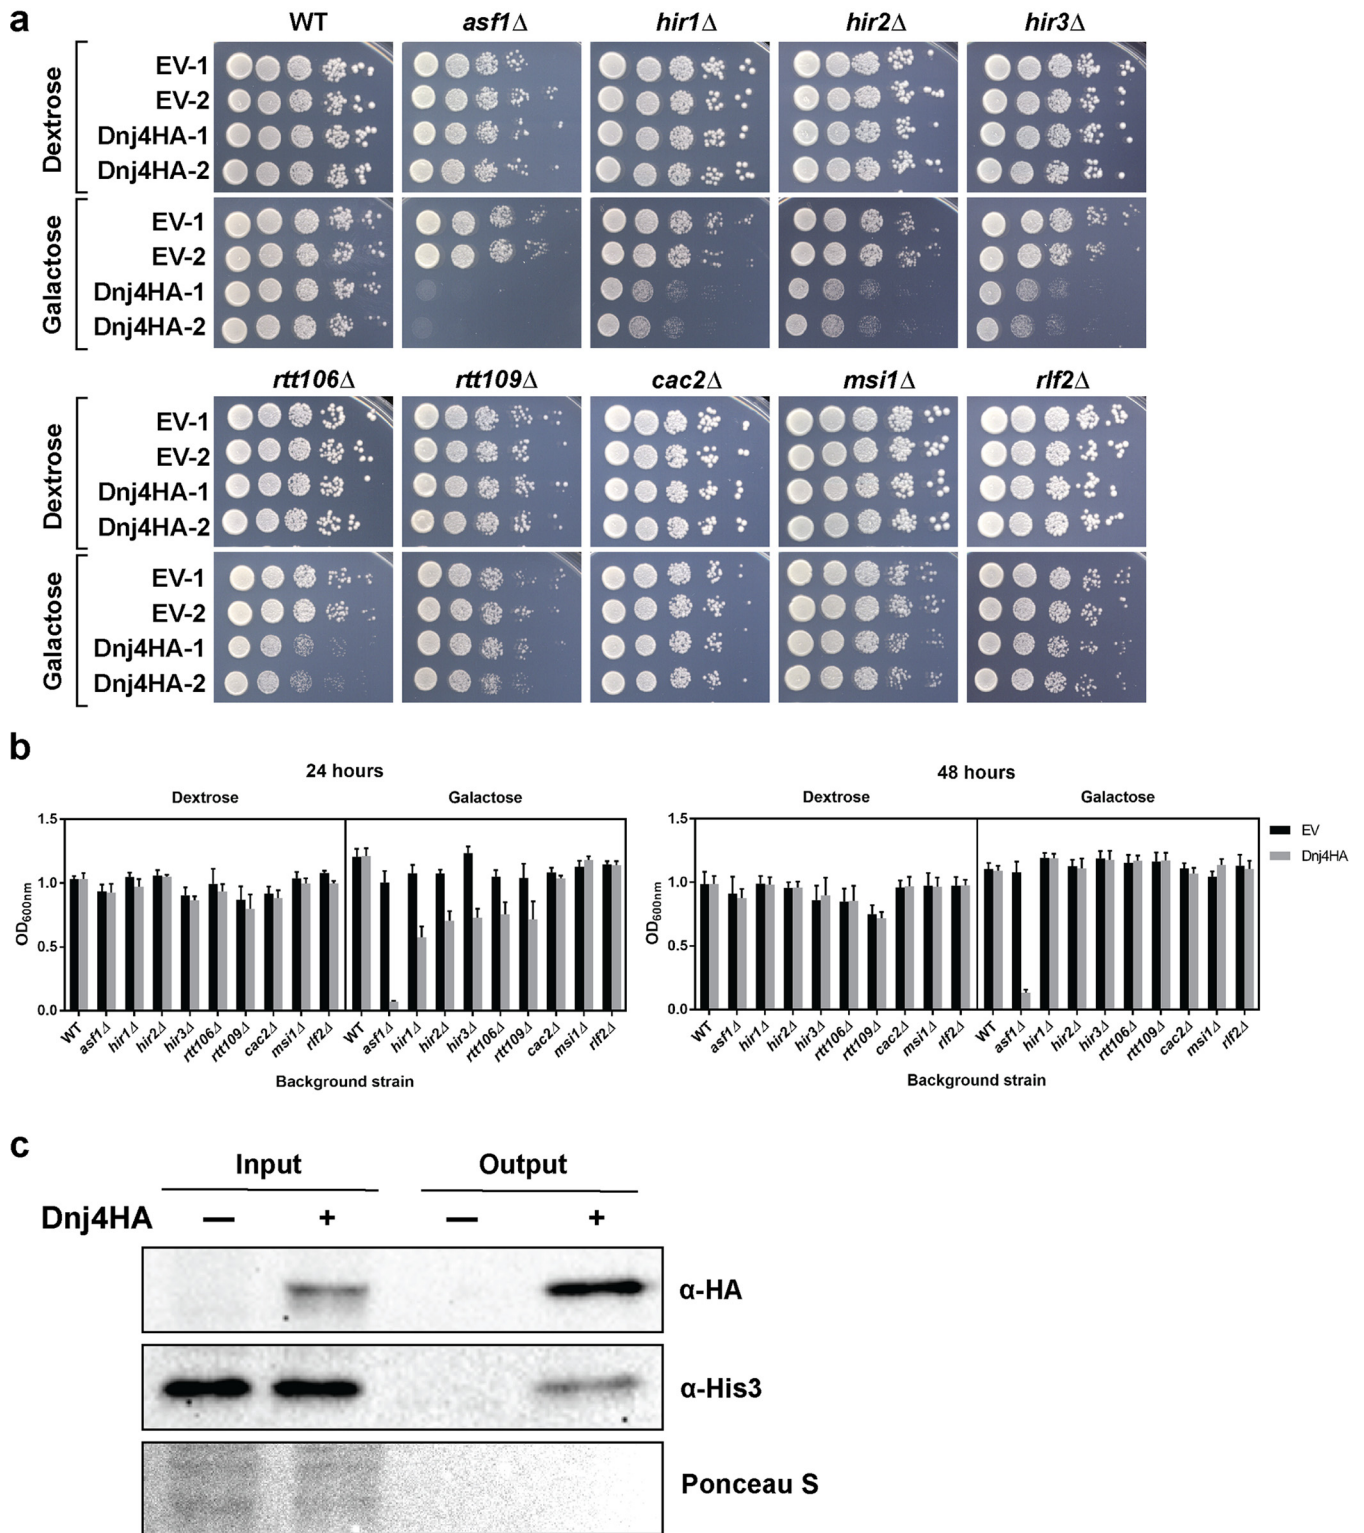 a
WT asf1Δ hir1Δ hir2Δ hir3Δ
Dextrose
EV-1
EV-2
Dnj4HA-1
Dnj4HA-2
Galactose
EV-1
EV-2
Dnj4HA-1
Dnj4HA-2
rtt106Δ rtt109Δ cac2Δ msi1Δ rlf2Δ
Dextrose
EV-1
EV-2
Dnj4HA-1
Dnj4HA-2
Galactose
EV-1
EV-2
Dnj4HA-1
Dnj4HA-2
b
24 hours
Dextrose Galactose
OD600nm
1.5
1.0
0.5
0.0
WT asf1Δ hir1Δ hir2Δ hir3Δ rtt106Δ rtt109Δ cac2Δ msi1Δ rlf2Δ WT asf1Δ hir1Δ hir2Δ hir3Δ rtt106Δ rtt109Δ cac2Δ msi1Δ rlf2Δ
Background strain
48 hours
Dextrose Galactose
OD600nm
1.5
1.0
0.5
0.0
WT asf1Δ hir1Δ hir2Δ hir3Δ rtt106Δ rtt109Δ cac2Δ msi1Δ rlf2Δ WT asf1Δ hir1Δ hir2Δ hir3Δ rtt106Δ rtt109Δ cac2Δ msi1Δ rlf2Δ
Background strain
EV
Dnj4HA
c
Input Output
Dnj4HA — + — +
α-HA
α-His3
Ponceau S